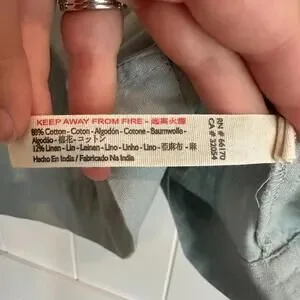 KEEP AWAY FROM FIRE - 远离火源
88% Cotton - Coton - Algodón - Cotone - Baumwolle -
Algodão - 棉花 - コットン
12% Linen - Lin - Leinen - Lino - Linho - Lino - 亜麻布 - 麻
Hecho En India / Fabricado Na India
RN# 66170
CA# 32054